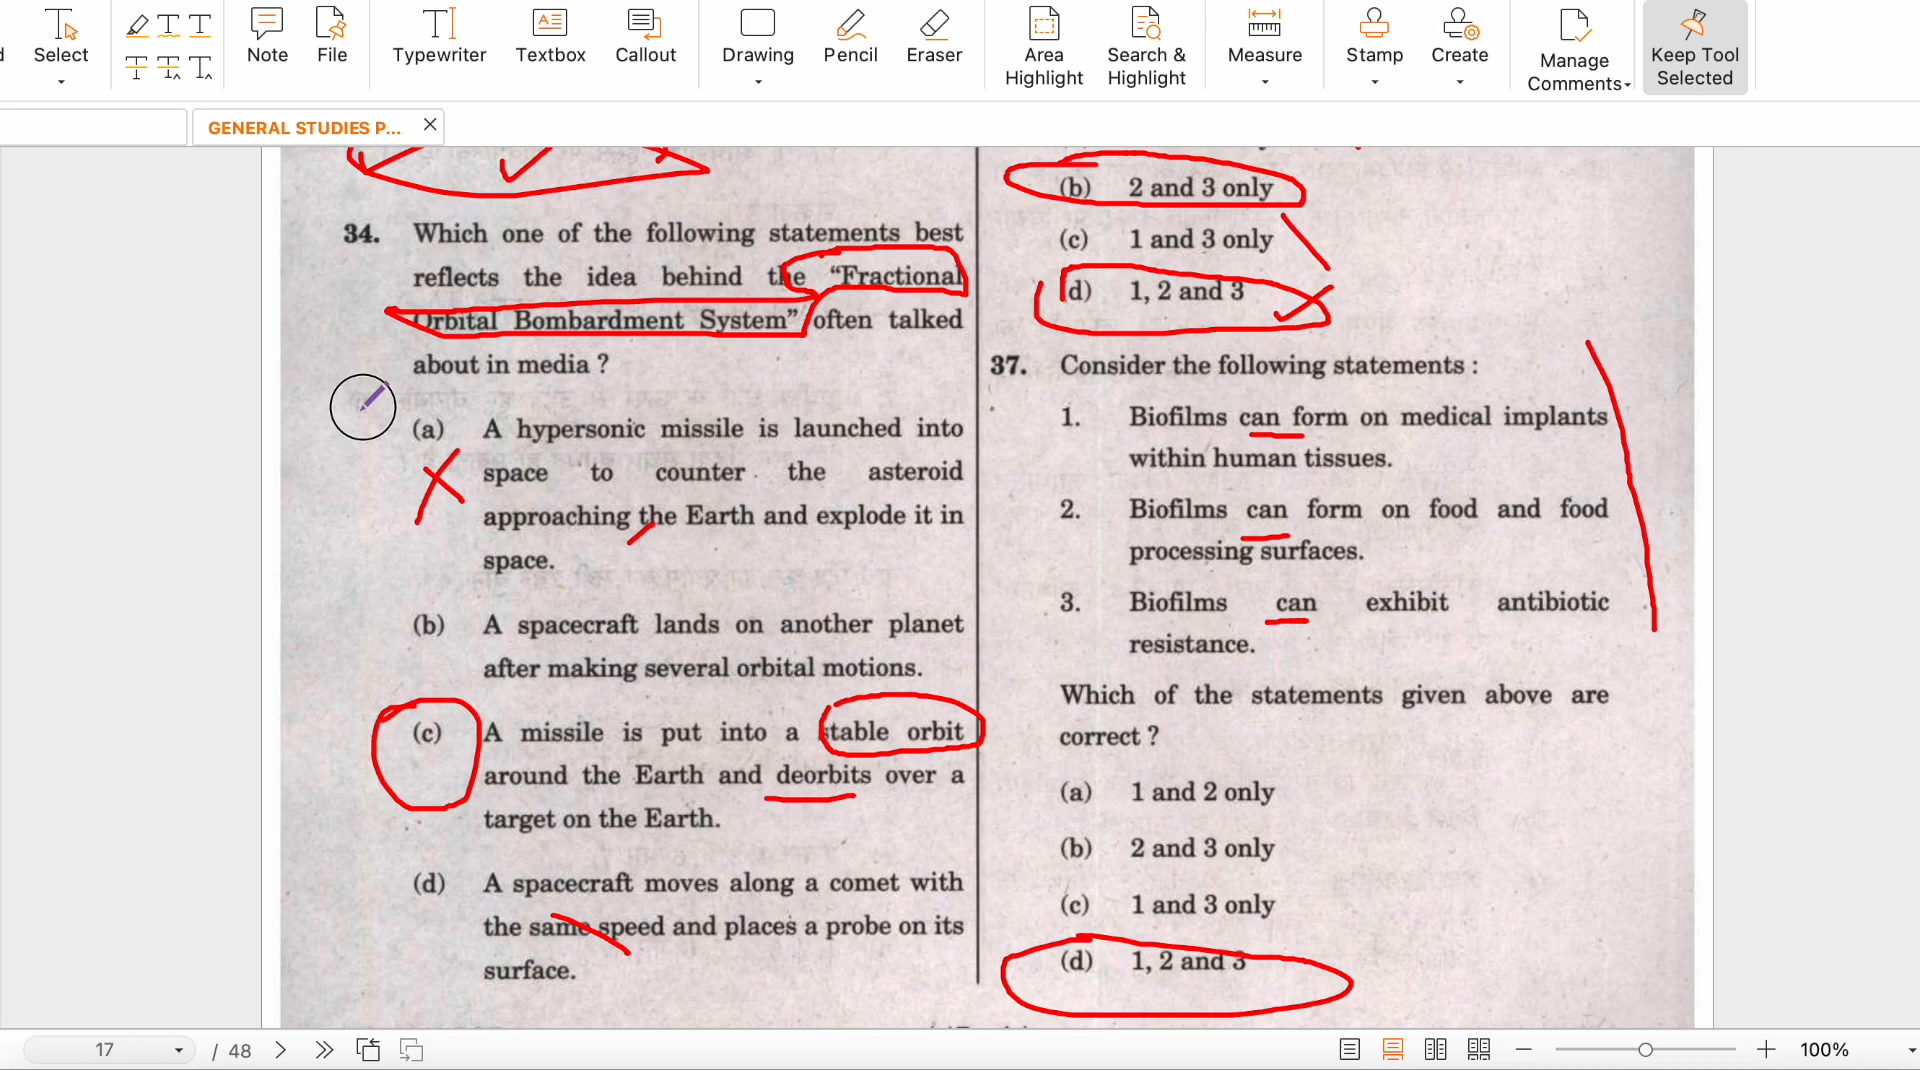 Select
Note
File
Typewriter
Textbox
Callout
Drawing
Pencil
Eraser
Area
Highlight
Search &
Highlight
Measure
Stamp
Create
Manage
Comments
Keep Tool
Selected
GENERAL STUDIES P...
34. Which one of the following statements best
reflects the idea behind the “Fractional
Orbital Bombardment System” often talked
about in media ?
(a) A hypersonic missile is launched into
space to counter the asteroid
approaching the Earth and explode it in
space.
(b) A spacecraft lands on another planet
after making several orbital motions.
(c) A missile is put into a stable orbit
around the Earth and deorbits over a
target on the Earth.
(d) A spacecraft moves along a comet with
the same speed and places a probe on its
surface.
(b) 2 and 3 only
(c) 1 and 3 only
(d) 1, 2 and 3
37. Consider the following statements :
1. Biofilms can form on medical implants
within human tissues.
2. Biofilms can form on food and food
processing surfaces.
3. Biofilms can exhibit antibiotic
resistance.
Which of the statements given above are
correct ?
(a) 1 and 2 only
(b) 2 and 3 only
(c) 1 and 3 only
(d) 1, 2 and 3
17 / 48
100%